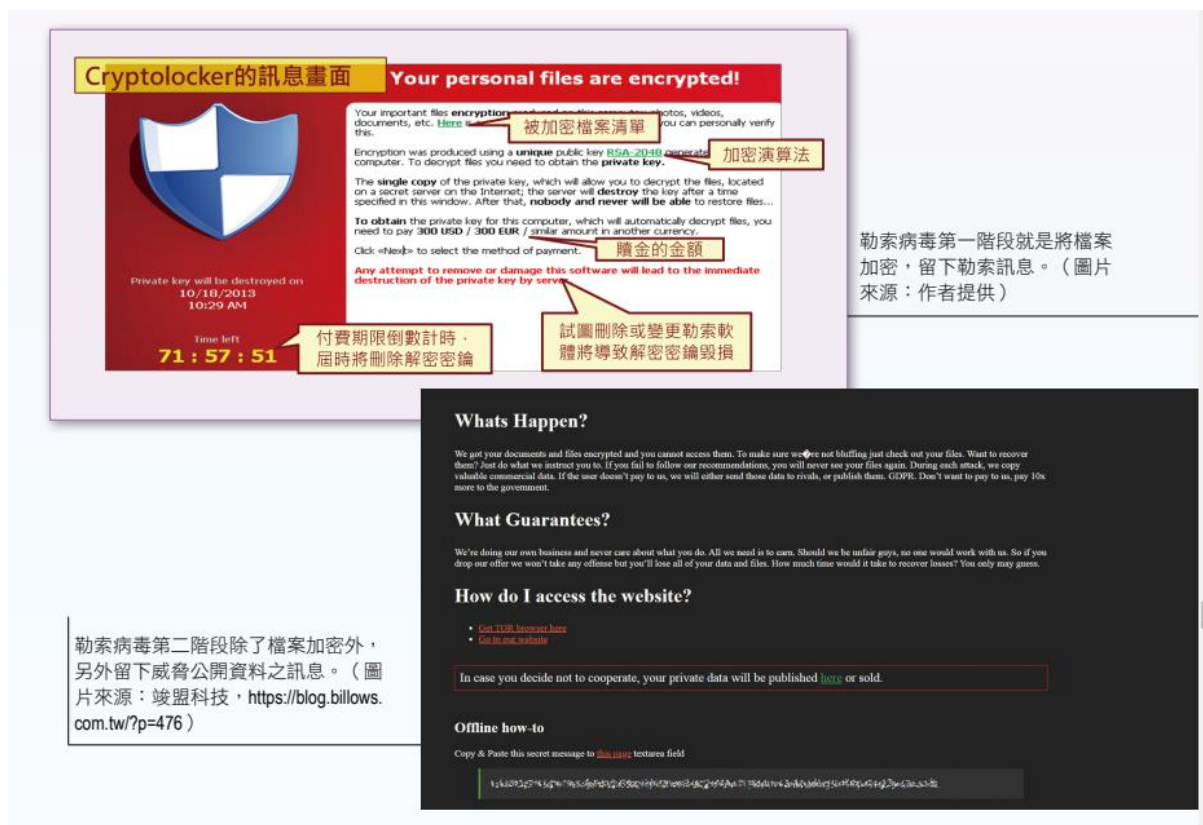 Cryptolocker的訊息畫面
Your personal files are encrypted!
Your important files encryption photos, videos,
documents, etc. Here is you can personally verify
this.
被加密檔案清單
Encryption was produced using a unique public key RSA-2048
computer. To decrypt files you need to obtain the private key.
加密演算法
The single copy of the private key, which will allow you to decrypt the files, located
on a secret server on the Internet; the server will destroy the key after a time
specified in this window. After that, nobody and never will be able to restore files...
To obtain the private key for this computer, which will automatically decrypt files, you
need to pay 300 USD / 300 EUR / similar amount in another currency.
Click «Next» to select the method of payment.
贖金的金額
Any attempt to remove or damage this software will lead to the immediate
destruction of the private key by server.
Private key will be destroyed on
10/18/2013
10:29 AM
Time left
71 : 57 : 51
付費期限倒數計時，
屆時將刪除解密密鑰
試圖刪除或變更勒索軟
體將導致解密密鑰毀損
勒索病毒第一階段就是將檔案
加密，留下勒索訊息。（圖片
來源：作者提供）
Whats Happen?
We got your documents and files encrypted and you cannot access them. To make sure we�re not bluffing just check out your files. Want to recover
them? Just do what we instruct you to. If you fail to follow our recommendations, you will never see your files again. During each attack, we copy
valuable commercial data. If the user doesn't pay to us, we will either send those data to rivals, or publish them. GDPR. Don't want to pay to us, pay 10x
more to the government.
What Guarantees?
We're doing our own business and never care about what you do. All we need is to earn. Should we be unfair guys, no one would work with us. So if you
drop our offer we won't take any offense but you'll lose all of your data and files. How much time would it take to recover losses? You only may guess.
How do I access the website?
• Get TOR browser here
• Go to our website
In case you decide not to cooperate, your private data will be published here or sold.
Offline how-to
Copy & Paste this secret message to this page textarea field
勒索病毒第二階段除了檔案加密外，
另外留下威脅公開資料之訊息。（圖
片來源：竣盟科技，https://blog.billows.
com.tw/?p=476）